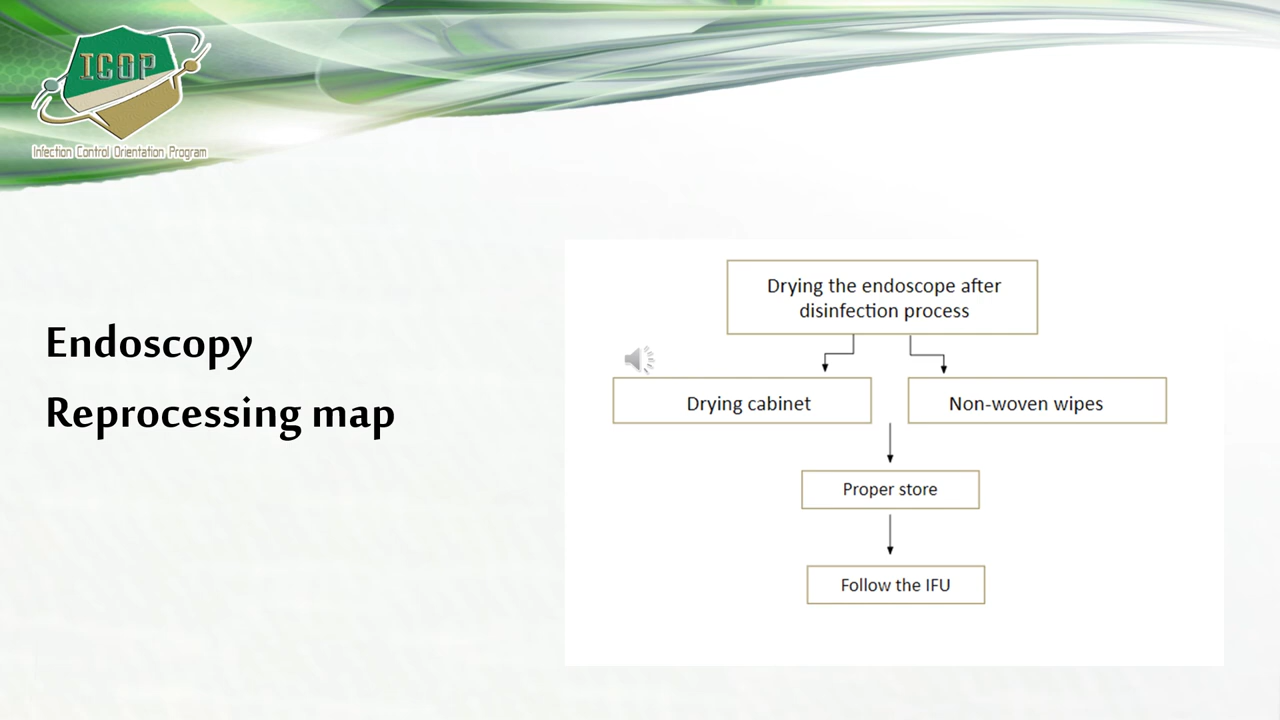 ICOP
Infection Control Orientation Program
Endoscopy
Reprocessing map
Drying the endoscope after
disinfection process
Drying cabinet
Non-woven wipes
Proper store
Follow the IFU